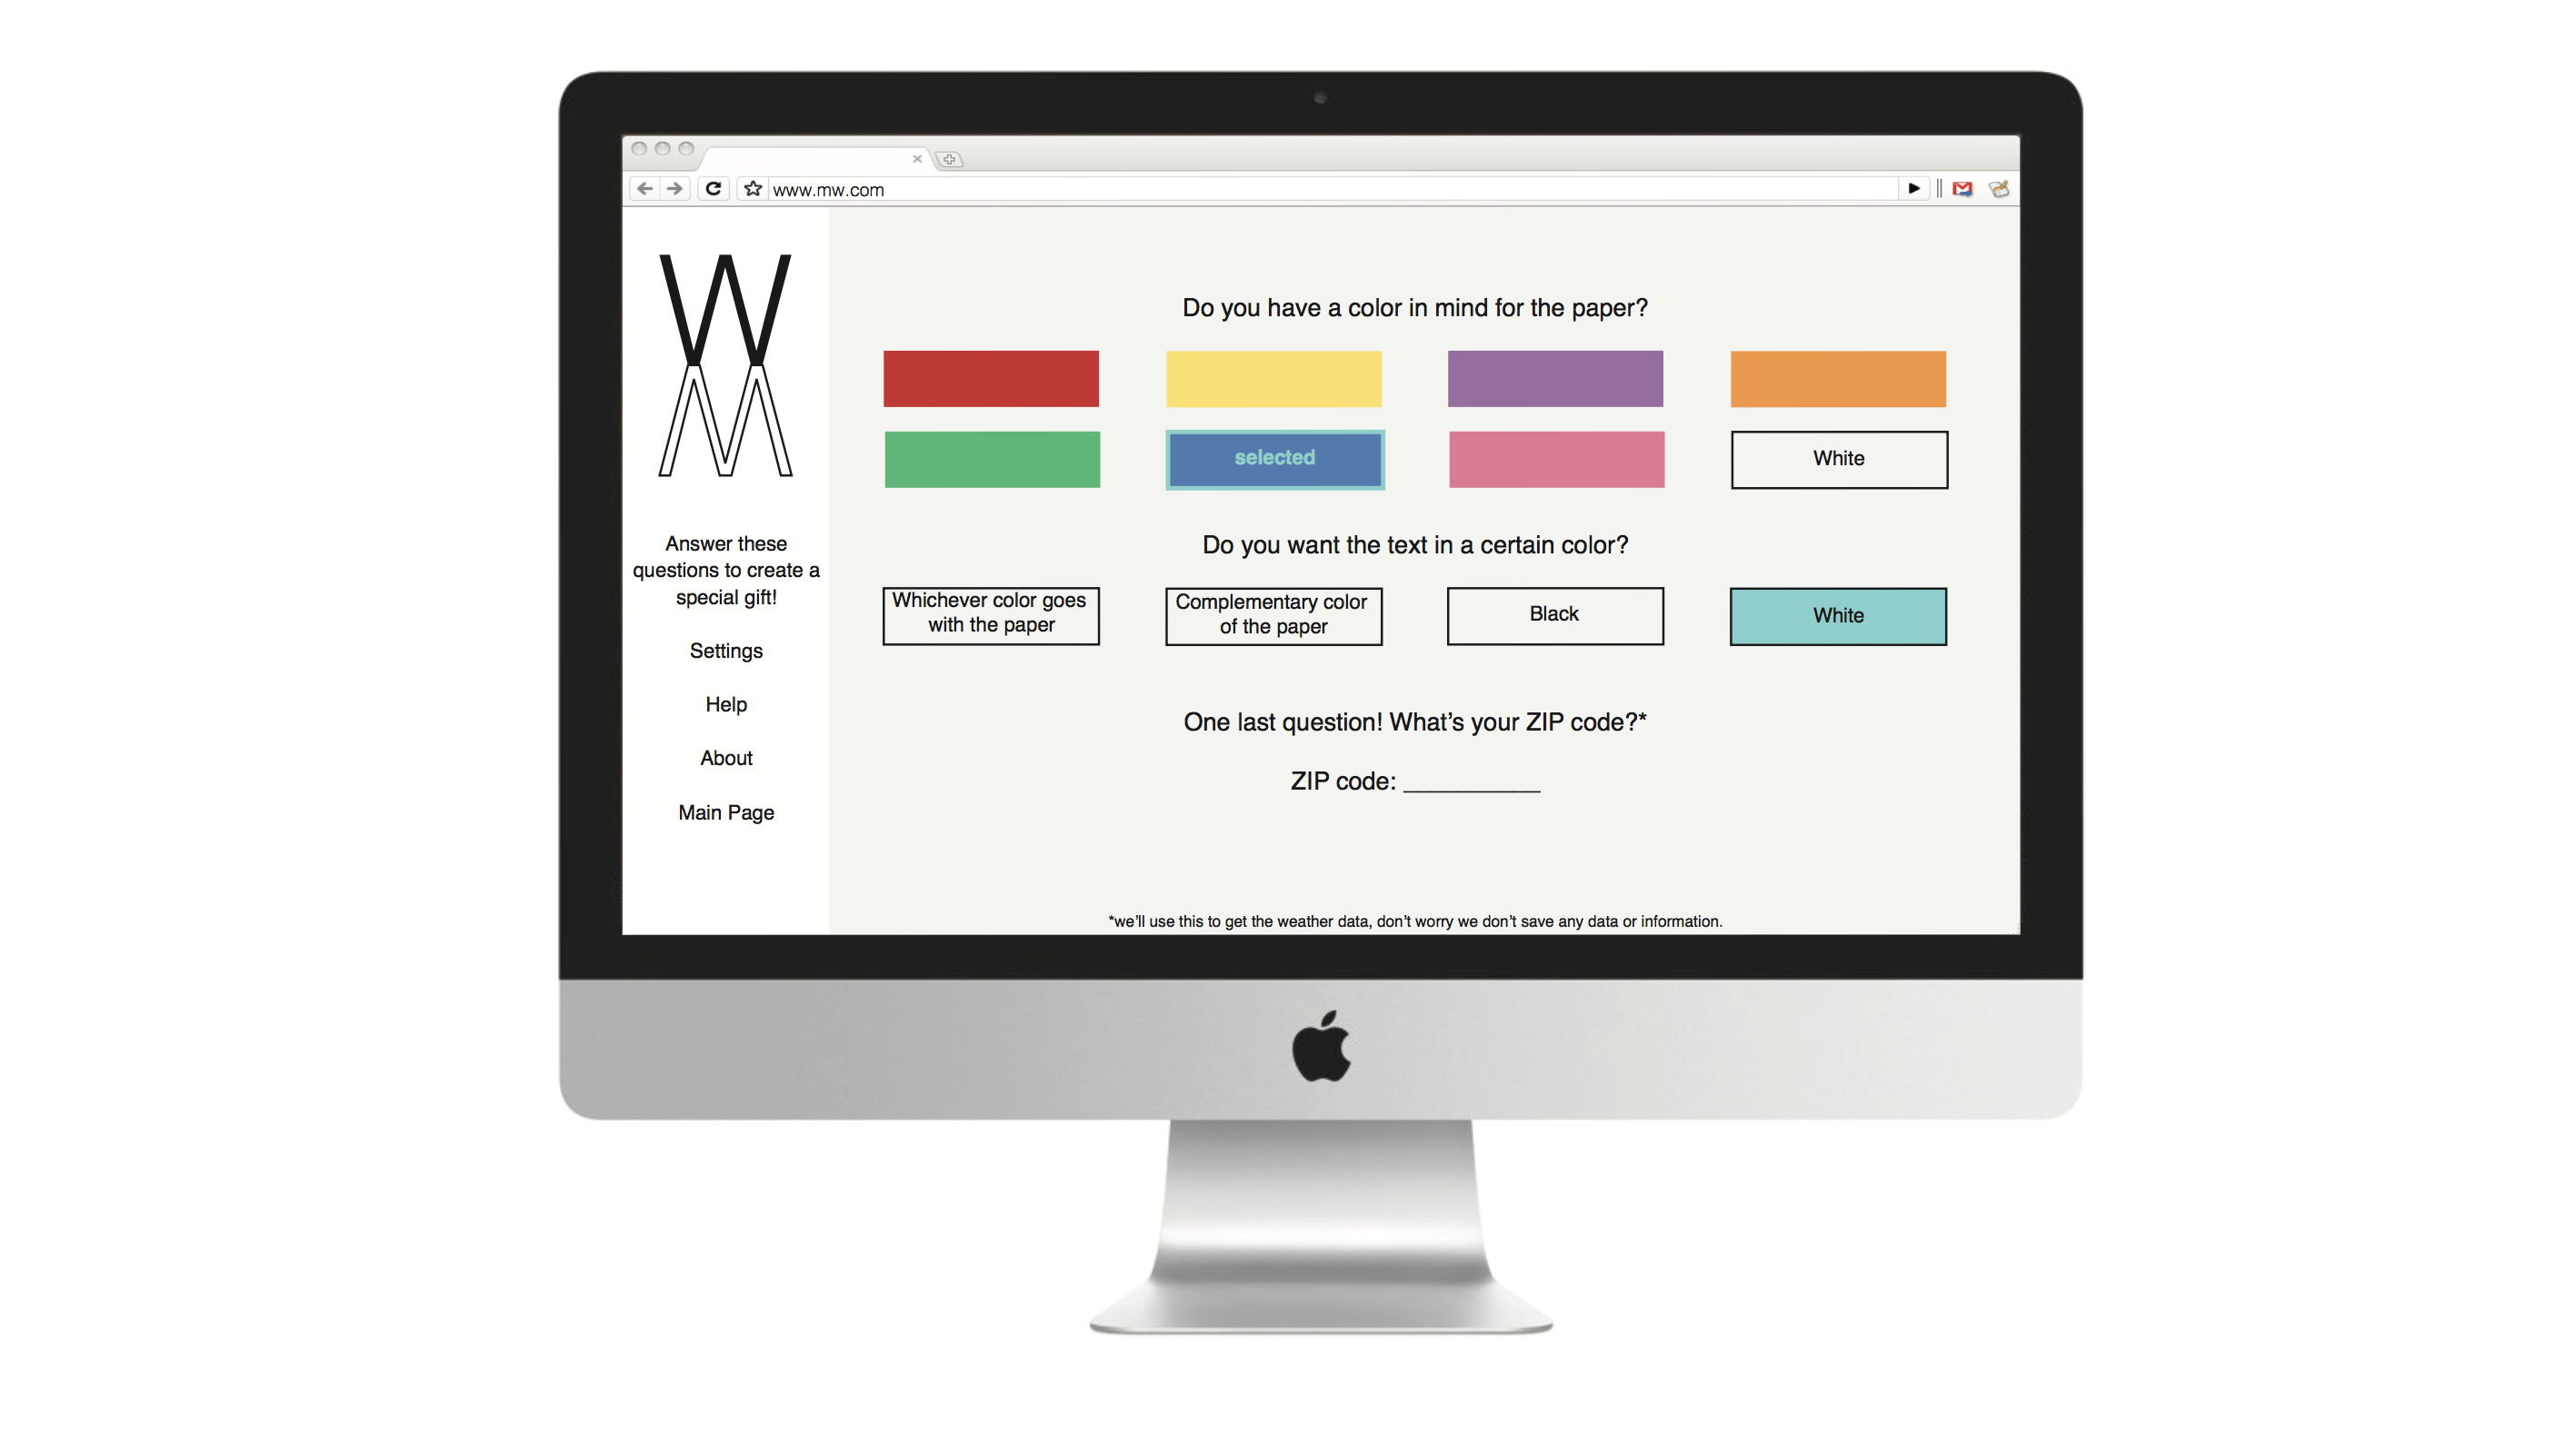 www.mw.com
W
M
Answer these
questions to create a
special gift!
Settings
Help
About
Main Page
Do you have a color in mind for the paper?
selected
White
Do you want the text in a certain color?
Whichever color goes
with the paper
Complementary color
of the paper
Black
White
One last question! What's your ZIP code?*
ZIP code: __________
*we'll use this to get the weather data, don't worry we don't save any data or information.